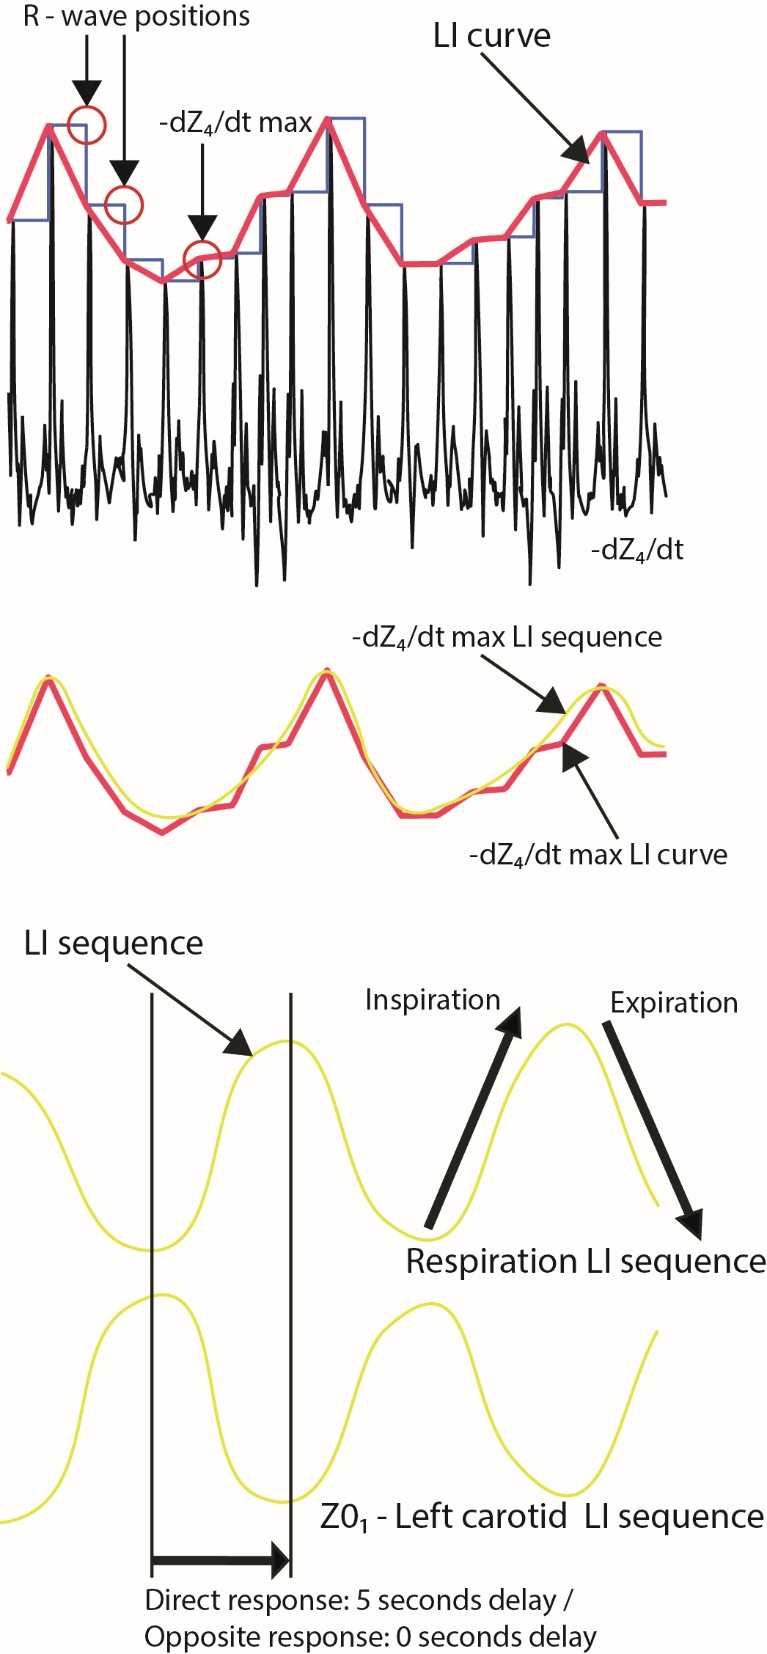 R - wave positions
LI curve
-dZ₄/dt max
-dZ₄/dt
-dZ₄/dt max LI sequence
-dZ₄/dt max LI curve
LI sequence
Inspiration
Expiration
Respiration LI sequence
Z0₁ - Left carotid LI sequence
Direct response: 5 seconds delay /
Opposite response: 0 seconds delay